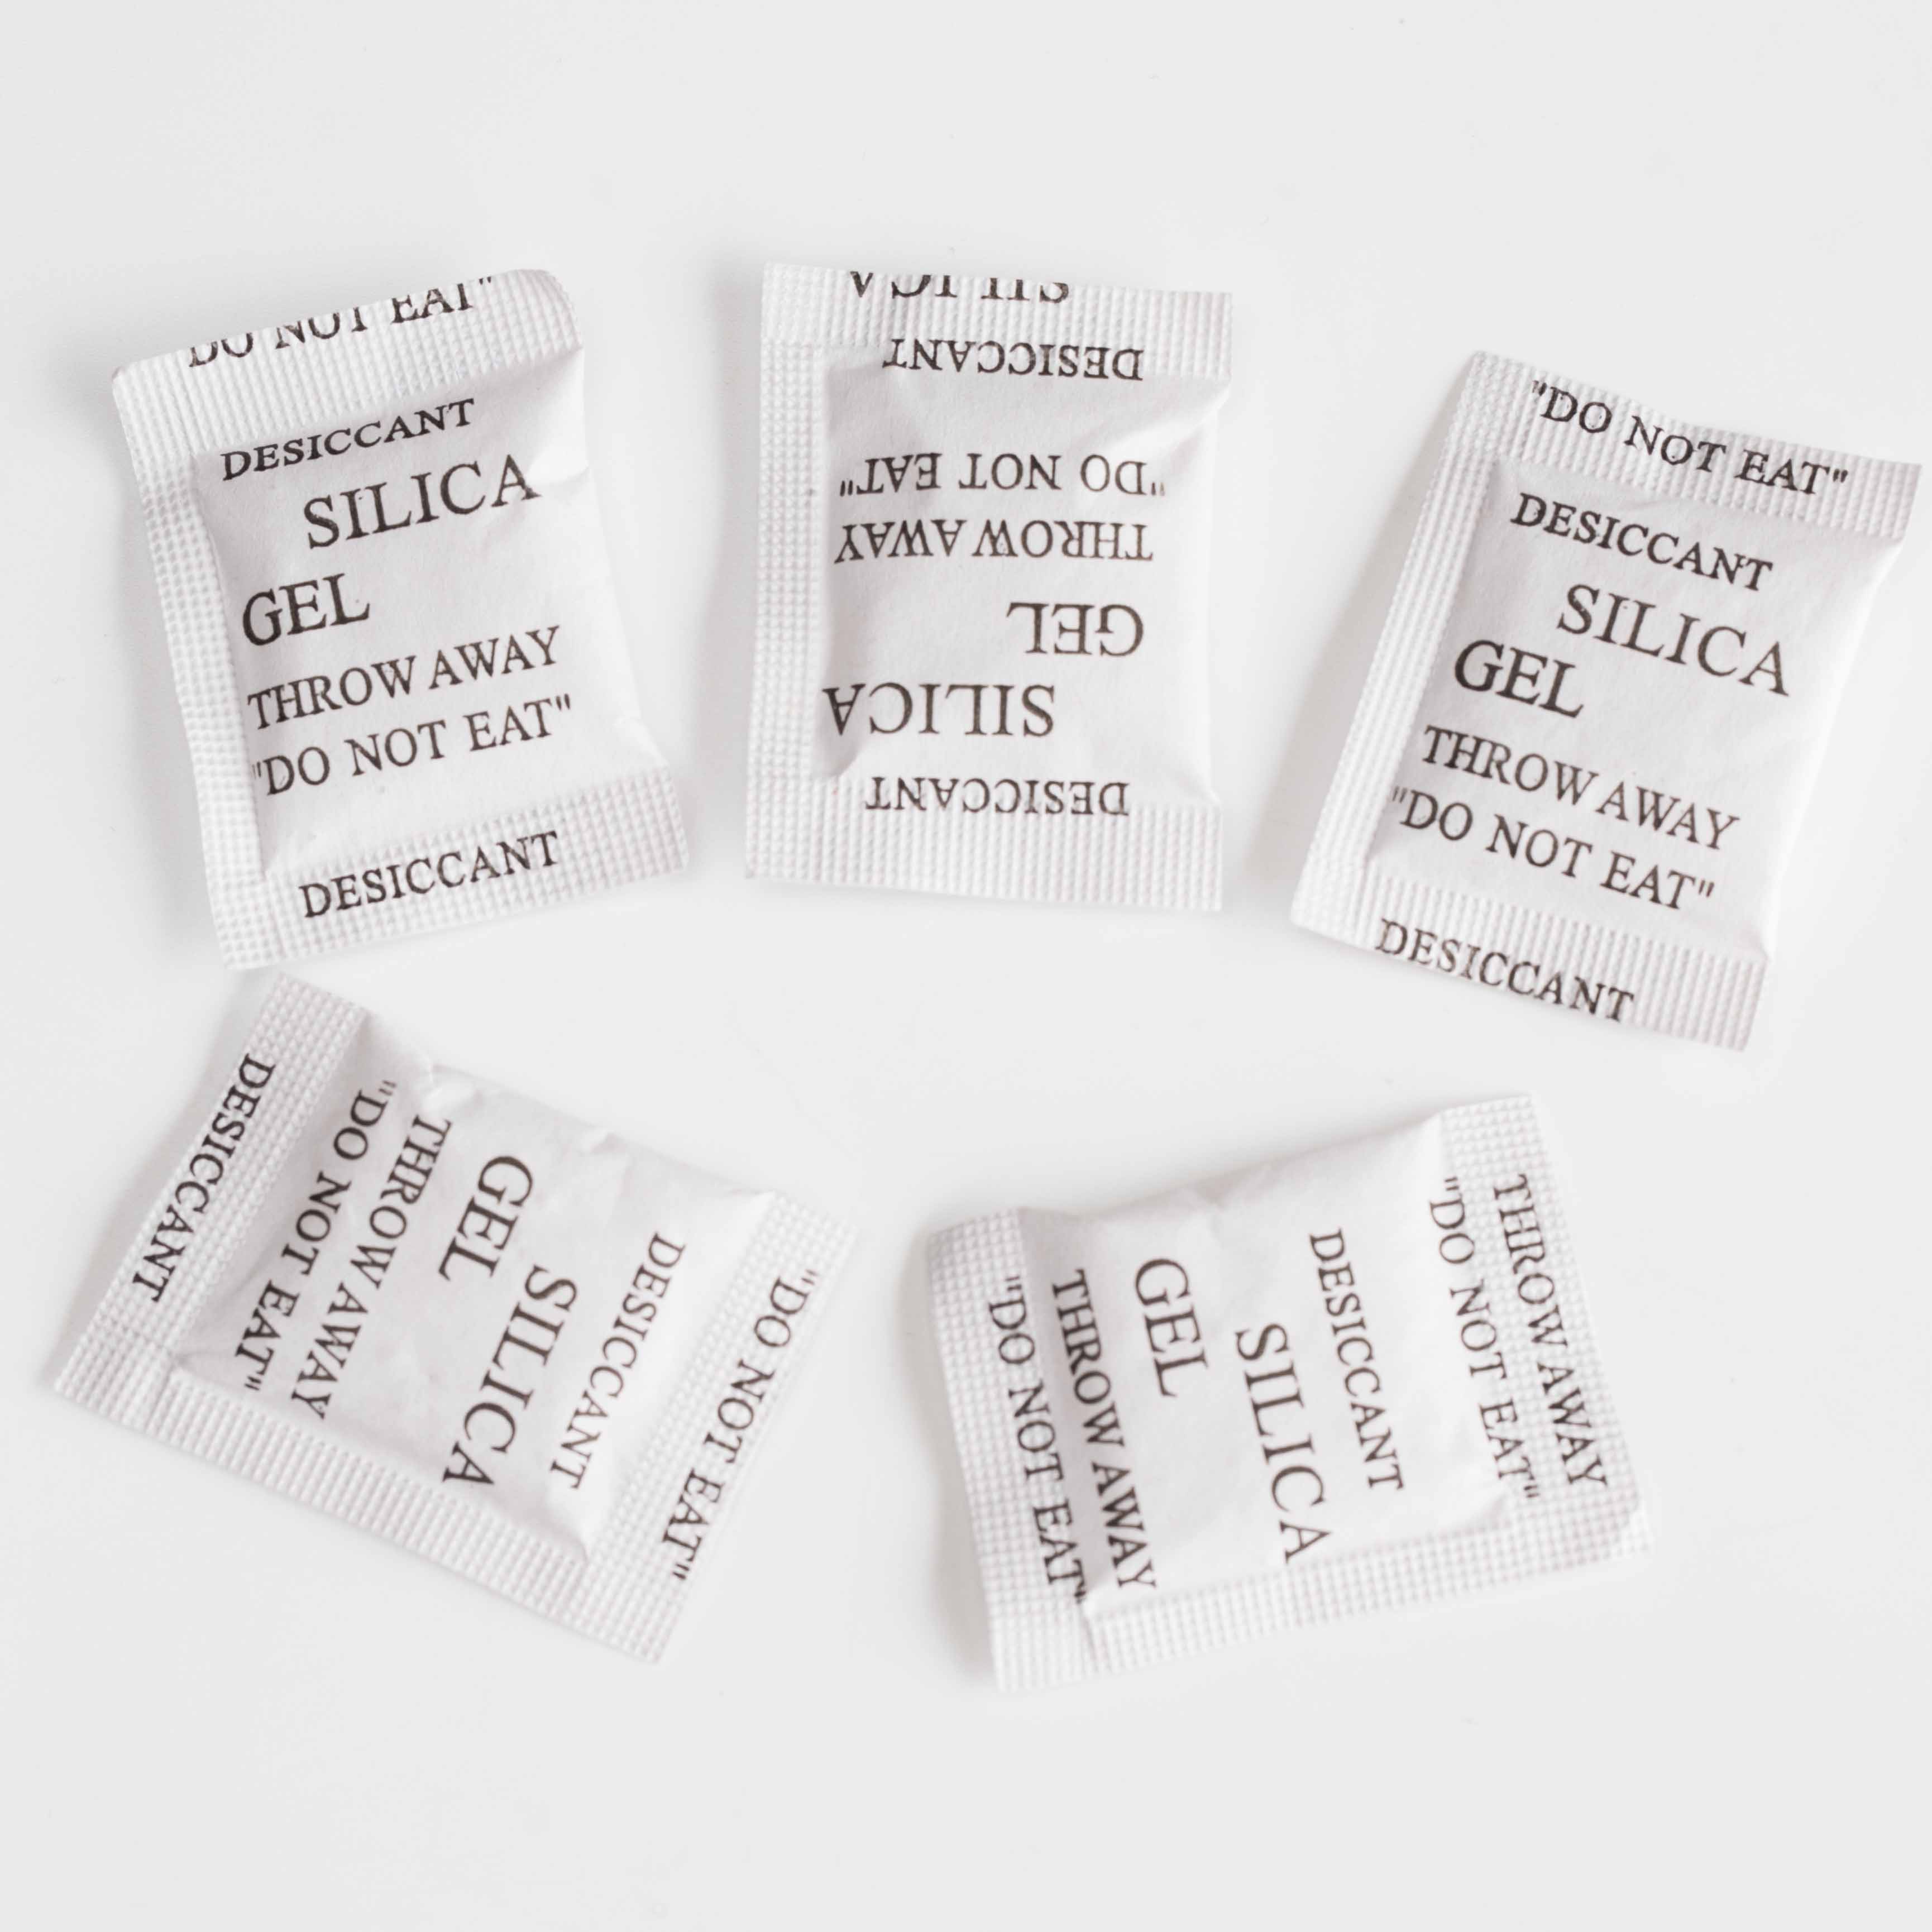 DO NOT EAT"
DESICCANT
SILICA
GEL
THROW AWAY
"DO NOT EAT"
DESICCANT
DESICCANT
SILICA
GEL
THROW AWAY
"DO NOT EAT"
DESICCANT
SILICA
"DO NOT EAT"
DESICCANT
SILICA
GEL
THROW AWAY
"DO NOT EAT"
DESICCANT
"DO NOT EAT"
DESICCANT
SILICA
GEL
THROW AWAY
"DO NOT EAT"
DESICCANT
THROW AWAY
"DO NOT EAT"
DESICCANT
SILICA
GEL
THROW AWAY
"DO NOT EAT"